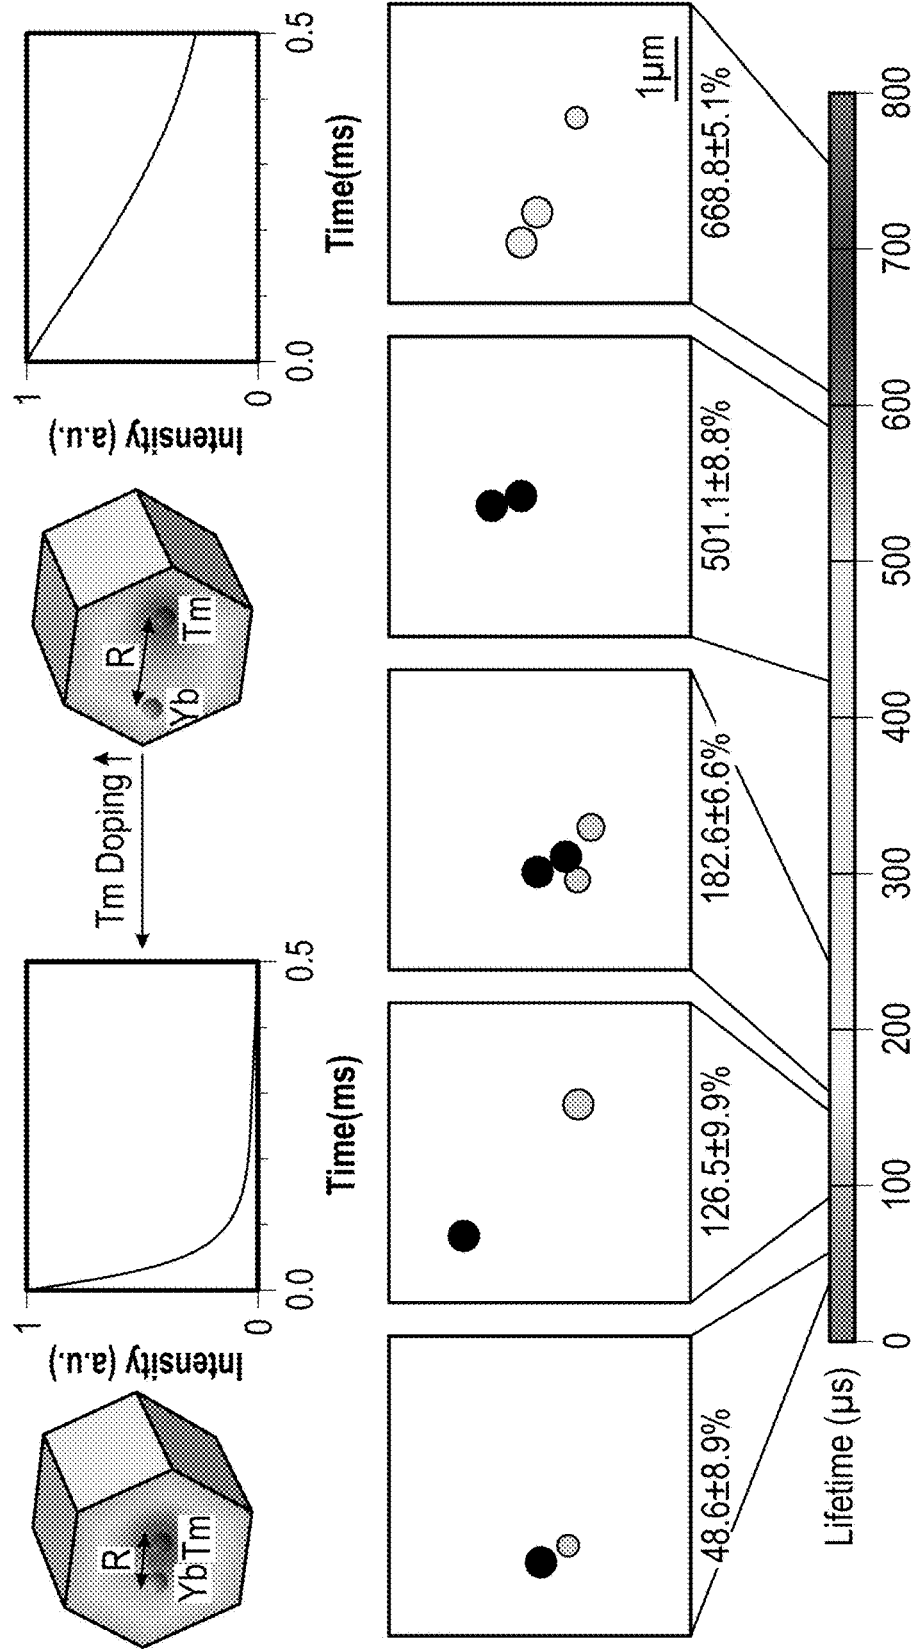 R
Yb Tm
Intensity (a.u.)
1
0
0.0
0.5
Time(ms)
Tm Doping ↑
R
Yb
Tm
Intensity (a.u.)
1
0
0.0
0.5
Time(ms)
1μm
48.6±8.9%
126.5±9.9%
182.6±6.6%
501.1±8.8%
668.8±5.1%
Lifetime (μs)
0 100 200 300 400 500 600 700 800